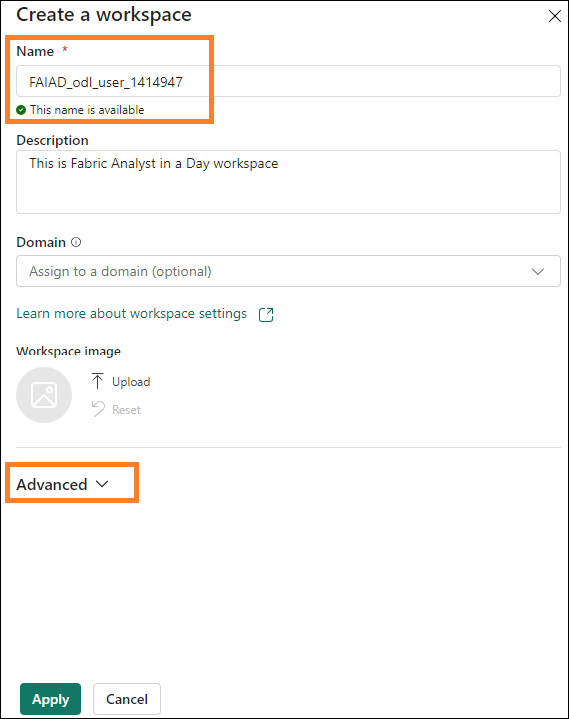 Create a workspace
Name *
FAIAD_odl_user_1414947
This name is available
Description
This is Fabric Analyst in a Day workspace
Domain
Assign to a domain (optional)
Learn more about workspace settings
Workspace image
Upload
Reset
Advanced
Apply
Cancel